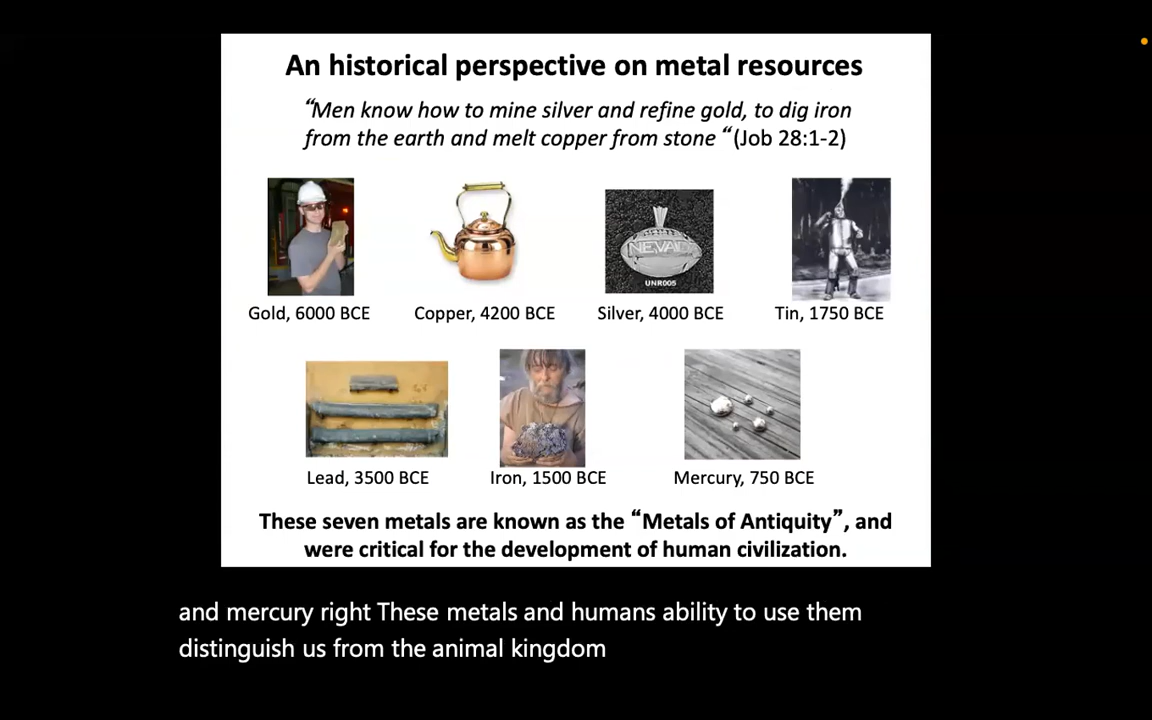 An historical perspective on metal resources
“Men know how to mine silver and refine gold, to dig iron
from the earth and melt copper from stone “ (Job 28:1-2)
NEVADA
UNR005
Gold, 6000 BCE
Copper, 4200 BCE
Silver, 4000 BCE
Tin, 1750 BCE
Lead, 3500 BCE
Iron, 1500 BCE
Mercury, 750 BCE
These seven metals are known as the “Metals of Antiquity”, and
were critical for the development of human civilization.
and mercury right These metals and humans ability to use them
distinguish us from the animal kingdom